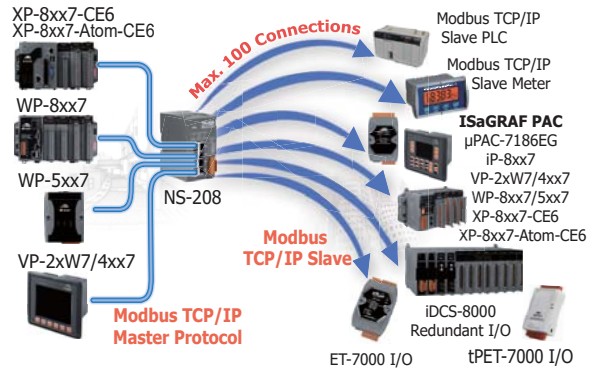 XP-8xx7-CE6
XP-8xx7-Atom-CE6
WP-8xx7
WP-5xx7
VP-2xW7/4xx7
NS-208
Max. 100 Connections
Modbus TCP/IP
Master Protocol
Modbus
TCP/IP Slave
Modbus TCP/IP
Slave PLC
Modbus TCP/IP
Slave Meter
ISaGRAF PAC
µPAC-7186EG
iP-8xx7
VP-2xW7/4xx7
WP-8xx7/5xx7
XP-8xx7-CE6
XP-8xx7-Atom-CE6
iDCS-8000
Redundant I/O
ET-7000 I/O
tPET-7000 I/O